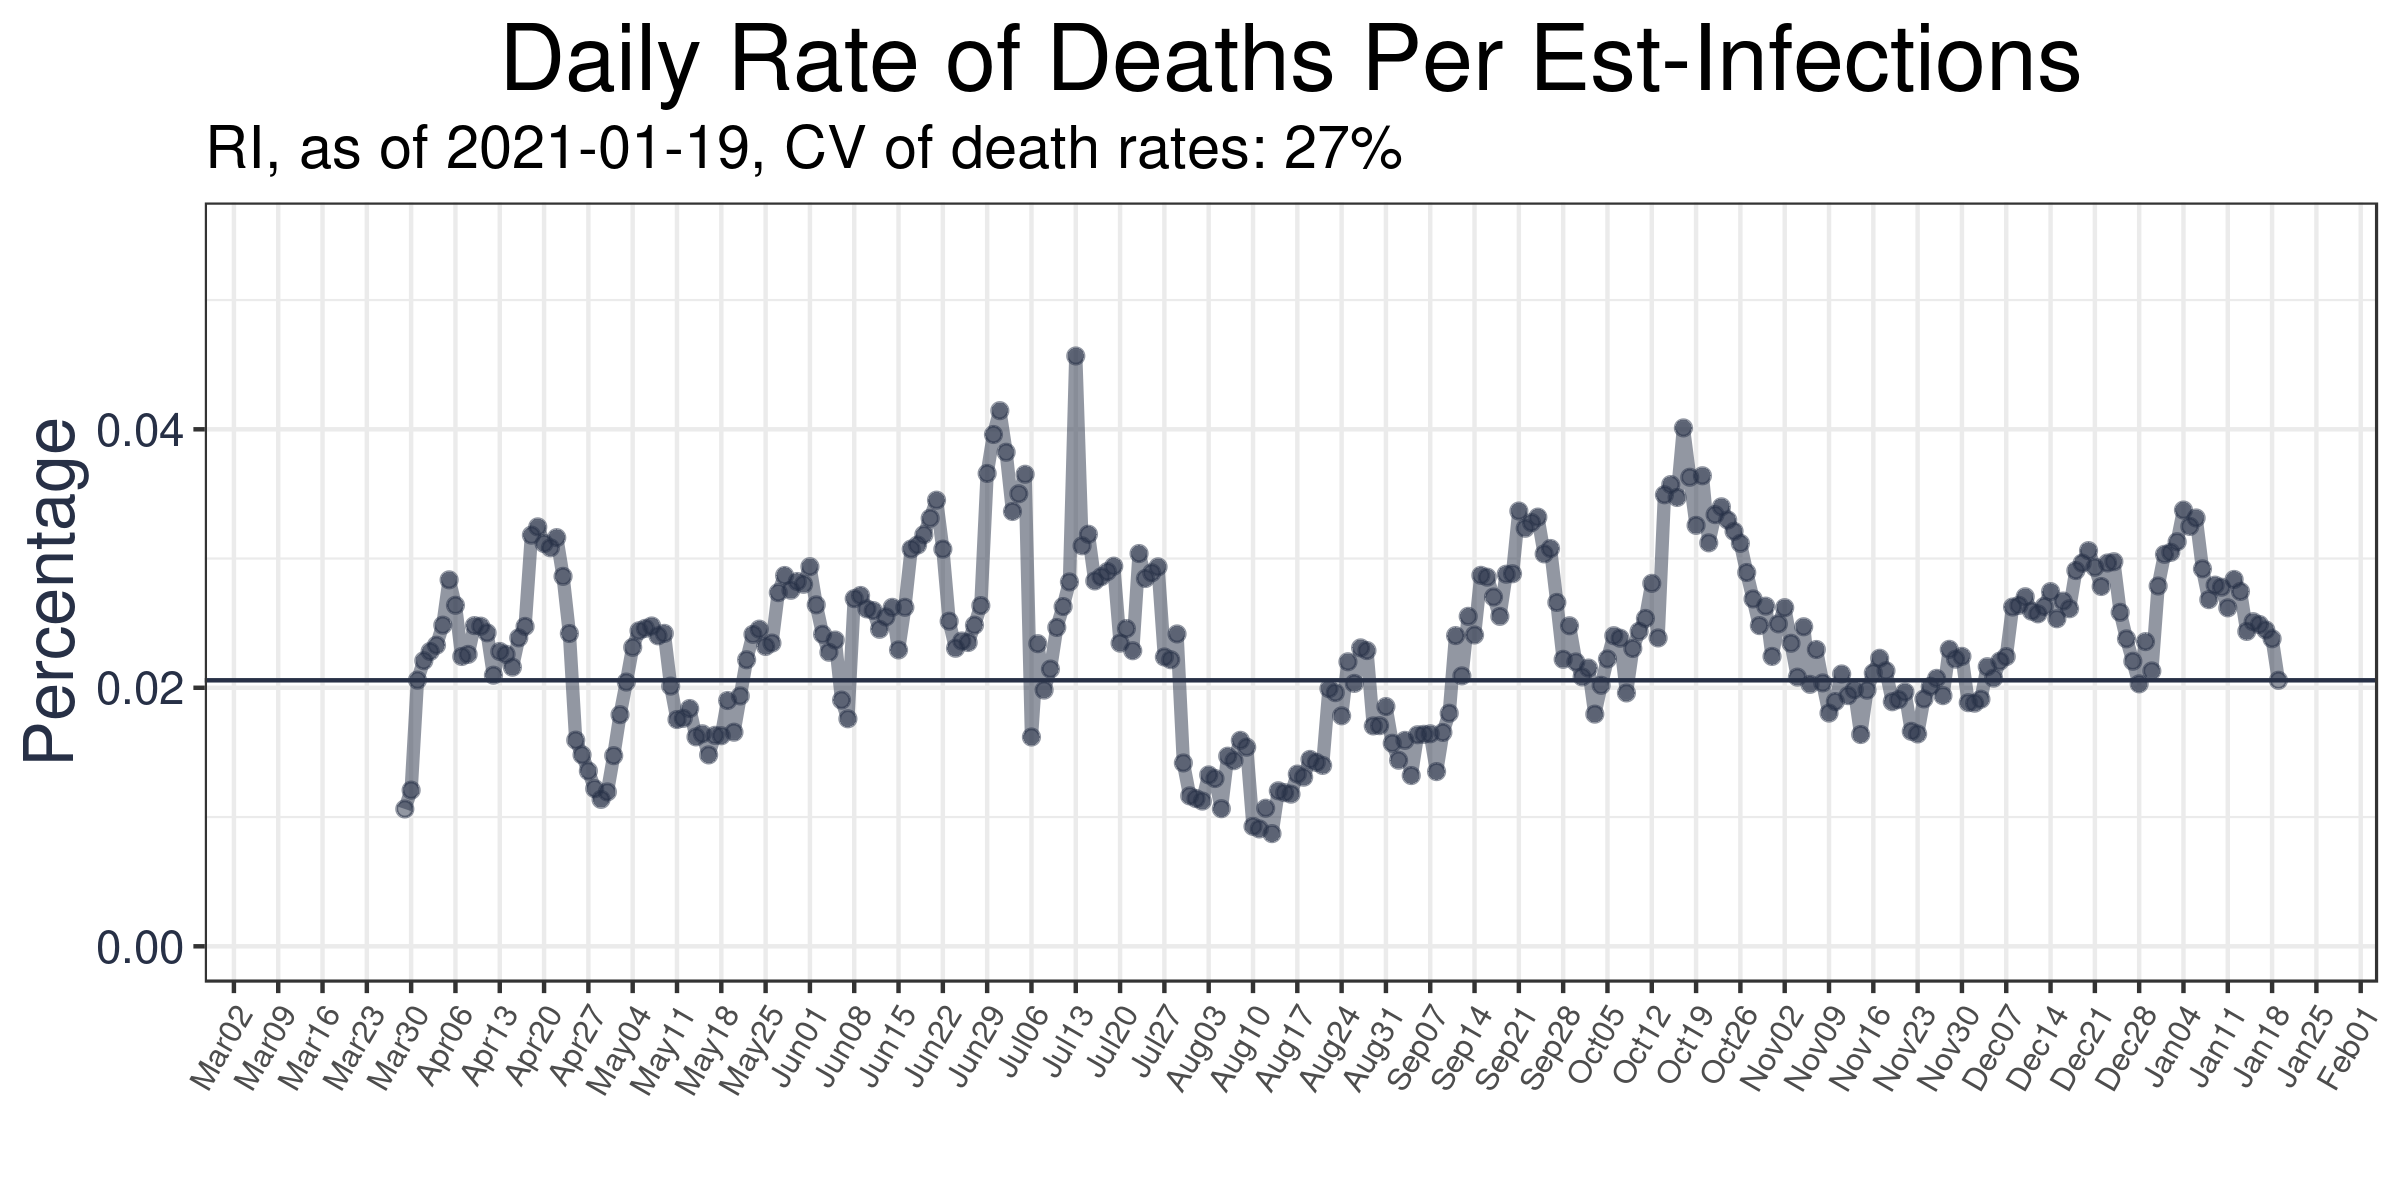 Daily Rate of Deaths Per Est-Infections
RI, as of 2021-01-19, CV of death rates: 27%
Percentage
0.04
0.02
0.00
Mar02 Mar09 Mar16 Mar23 Mar30 Apr06 Apr13 Apr20 Apr27 May04 May11 May18 May25 Jun01 Jun08 Jun15 Jun22 Jun29 Jul06 Jul13 Jul20 Jul27 Aug03 Aug10 Aug17 Aug24 Aug31 Sep07 Sep14 Sep21 Sep28 Oct05 Oct12 Oct19 Oct26 Nov02 Nov09 Nov16 Nov23 Nov30 Dec07 Dec14 Dec21 Dec28 Jan04 Jan11 Jan18 Jan25 Feb01